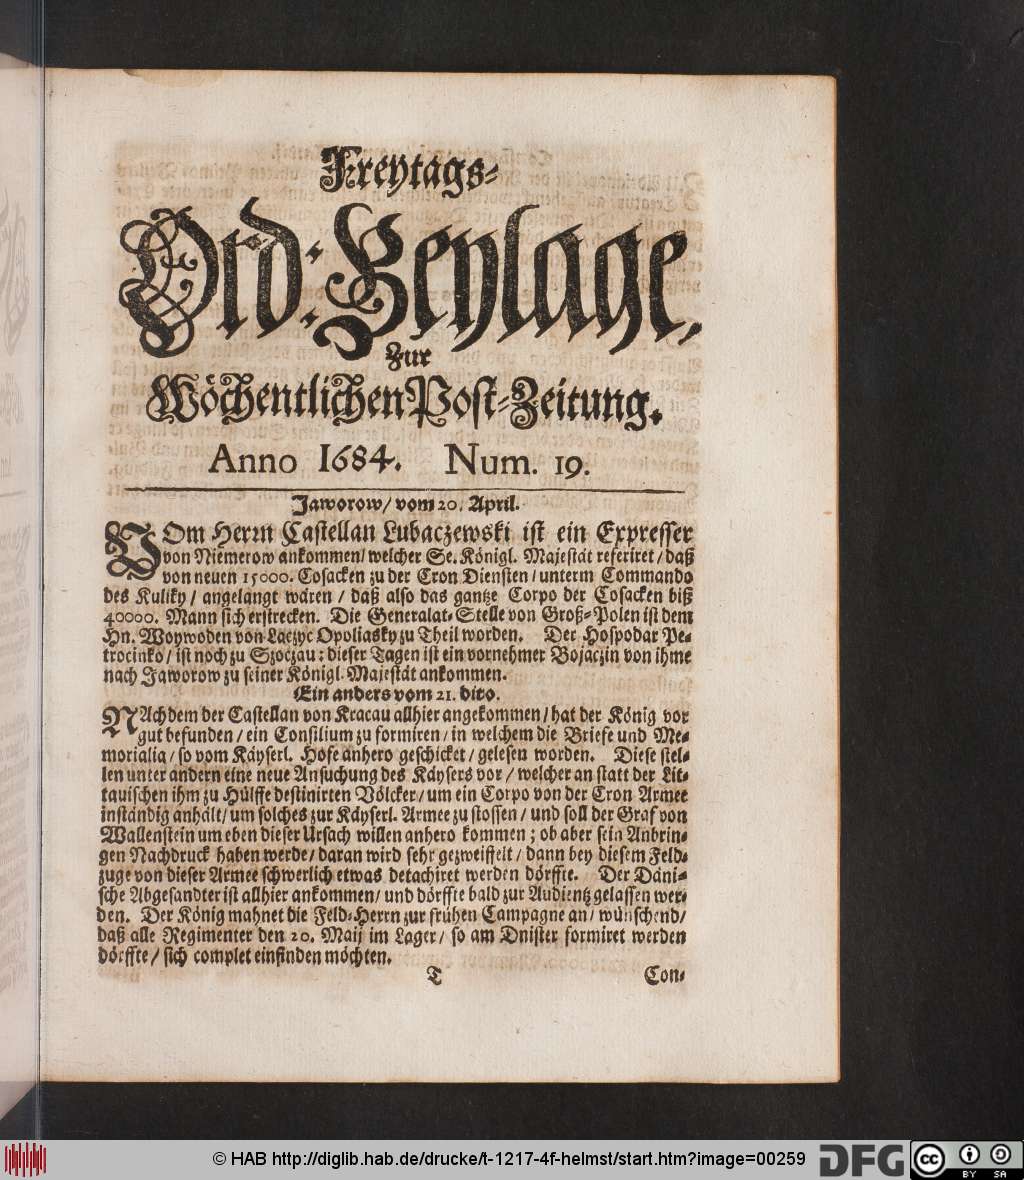 Freytags-
Ord: Beylage,
Zur
Wöchentlichen Post-Zeitung.
Anno 1684. Num. 19.
Jaworow / vom 20. April.
VOm Herrn Castellan Lubaczewski ist ein Expresser
von Niemerow ankommen / welcher Se. Königl. Majestät referiret / daß
von neuen 15000. Cosacken zu der Cron Diensten / unterm Commando
des Kuliky / angelangt wären / daß also das gantze Corpo der Cosacken biß
40000. Mann sich erstrecken. Die Generalat-Stelle von Groß-Polen ist dem
Hn. Woywoden von Laczyc Opoliasky zu Theil worden. Der Hospodar Pe-
trocinko / ist noch zu Szoczau: dieser Tagen ist ein vornehmer Bojaczin von ihme
nach Jaworow zu seiner Königl. Majestät ankommen.
Ein anders vom 21. dito.
NAchdem der Castellan von Kracau allhier angekommen / hat der König vor
gut befunden / ein Consilium zu formiren / in welchem die Briefe und Me-
morialia / so vom Käyserl. Hofe anhero geschicket / gelesen worden. Diese stel-
len unter andern eine neue Ansuchung des Käysers vor / welcher an statt der Lit-
tauischen ihm zu Hülffe destinirten Völcker / um ein Corpo von der Cron Armee
inständig anhält / um solches zur Käyserl. Armee zu stossen / und soll der Graf von
Wallenstein um eben dieser Ursach willen anhero kommen; ob aber sein Anbrin-
gen Nachdruck haben werde / daran wird sehr gezweiffelt / dann bey diesem Feld-
zuge von dieser Armee schwerlich etwas detachiret werden dörffte. Der Däni-
sche Abgesandter ist allhier ankommen / und dörffte bald zur Audientz gelassen wer-
den. Der König mahnet die Feld-Herrn zur frühen Campagne an / wünschend /
daß alle Regimenter den 20. Maij im Lager / so am Dnister formiret werden
dörffte / sich complet einfinden möchten.
T Con-
© HAB http://diglib.hab.de/drucke/t-1217-4f-helmst/start.htm?image=00259
DFG
cc BY SA